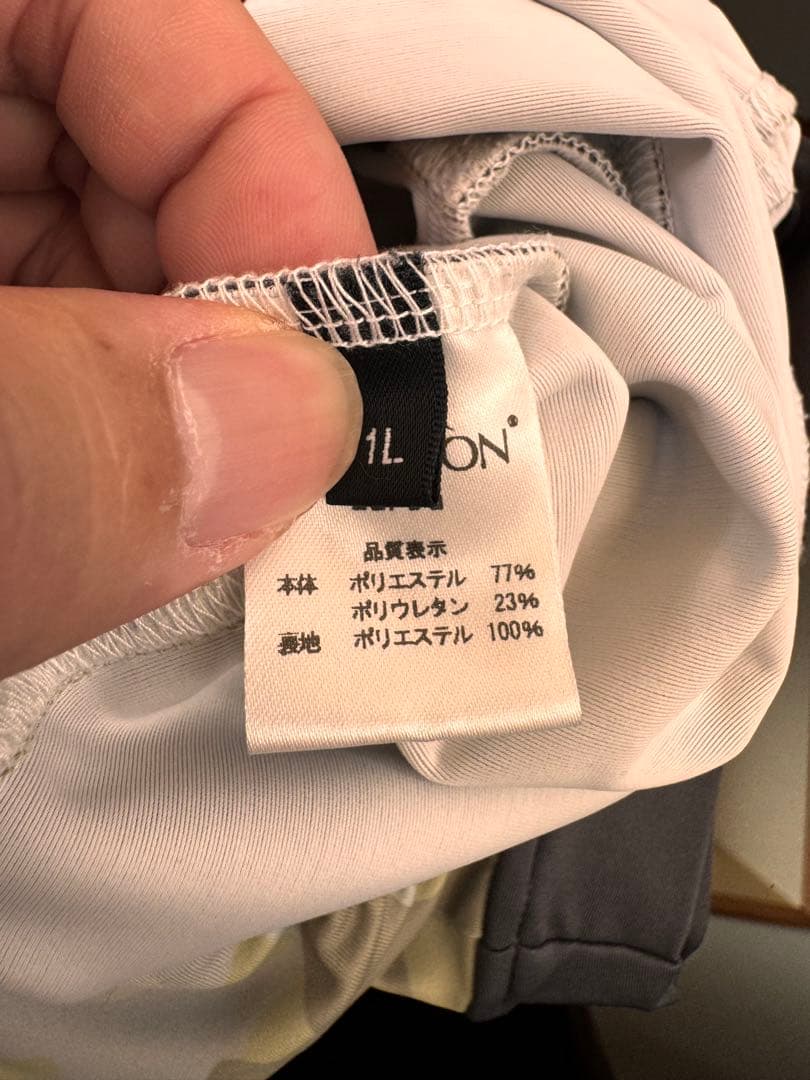 1L
ÔN®
品質表示
本体 ポリエステル 77%
ポリウレタン 23%
裏地 ポリエステル 100%